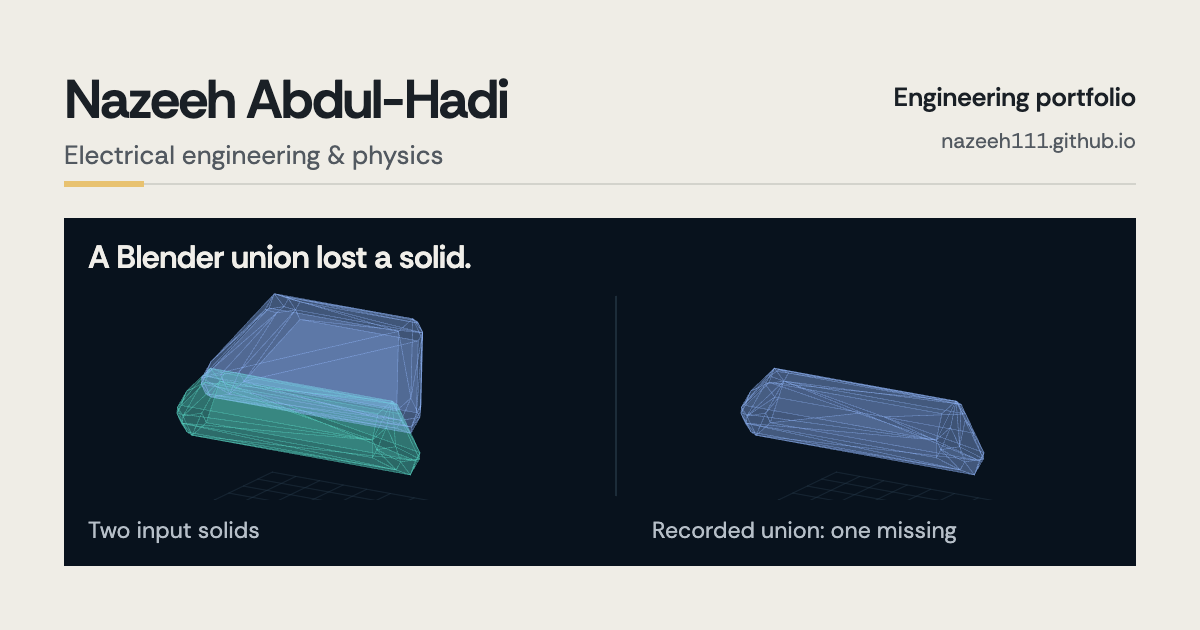 Nazeeh Abdul-Hadi
Electrical engineering & physics
Engineering portfolio
nazeeh111.github.io
A Blender union lost a solid.
Two input solids
Recorded union: one missing